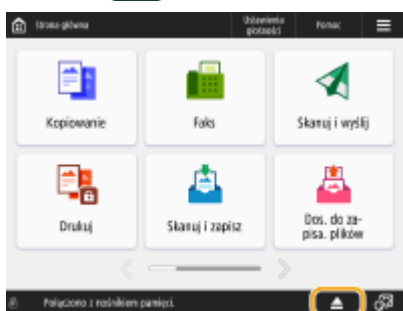 Strona główna
Ustawienia
głośności
Pomoc
Kopiowanie
Faks
Skanuj i wyślij
Drukuj
Skanuj i zapisz
Dos. do za-
pisa. plików
Połączono z nośnikiem pamięci.